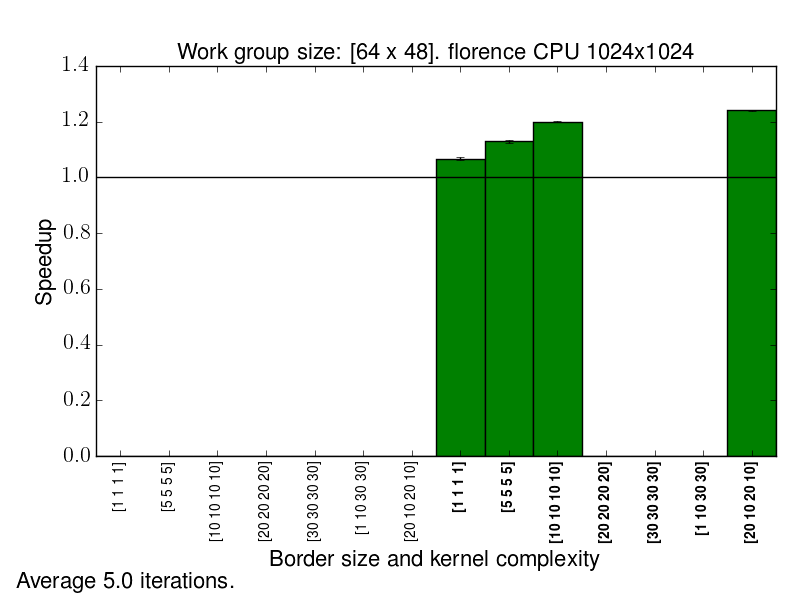 Work group size: [64 x 48]. florence CPU 1024x1024
1.4
1.2
1.0
0.8
0.6
0.4
0.2
0.0
Speedup
[1 1 1 1]
[5 5 5 5]
[10 10 10 10]
[20 20 20 20]
[30 30 30 30]
[1 10 30 30]
[20 10 20 10]
[1 1 1 1]
[5 5 5 5]
[10 10 10 10]
[20 20 20 20]
[30 30 30 30]
[1 10 30 30]
[20 10 20 10]
Border size and kernel complexity
Average 5.0 iterations.